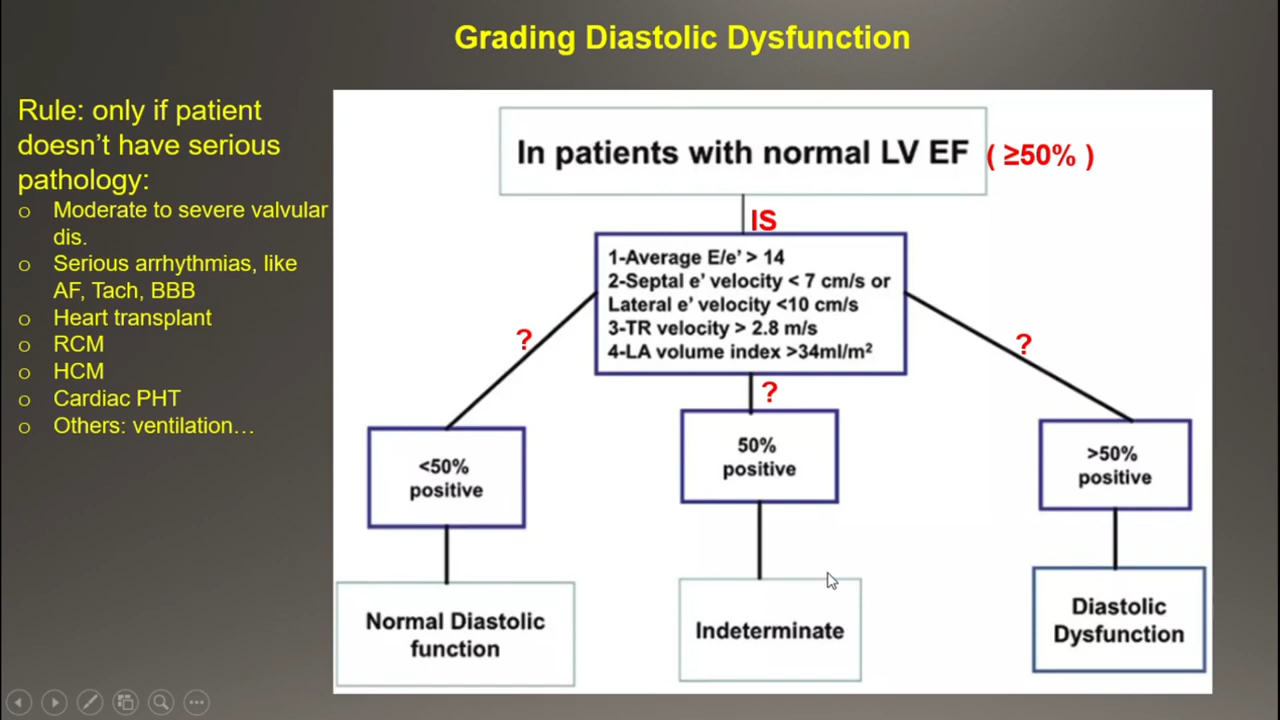 Grading Diastolic Dysfunction
Rule: only if patient
doesn't have serious
pathology:
o Moderate to severe valvular
dis.
o Serious arrhythmias, like
AF, Tach, BBB
o Heart transplant
o RCM
o HCM
o Cardiac PHT
o Others: ventilation…
In patients with normal LV EF ( ≥50% )
IS
1-Average E/e' > 14
2-Septal e' velocity < 7 cm/s or
Lateral e' velocity <10 cm/s
3-TR velocity > 2.8 m/s
4-LA volume index >34ml/m²
?
?
?
<50%
positive
50%
positive
>50%
positive
Normal Diastolic
function
Indeterminate
Diastolic
Dysfunction